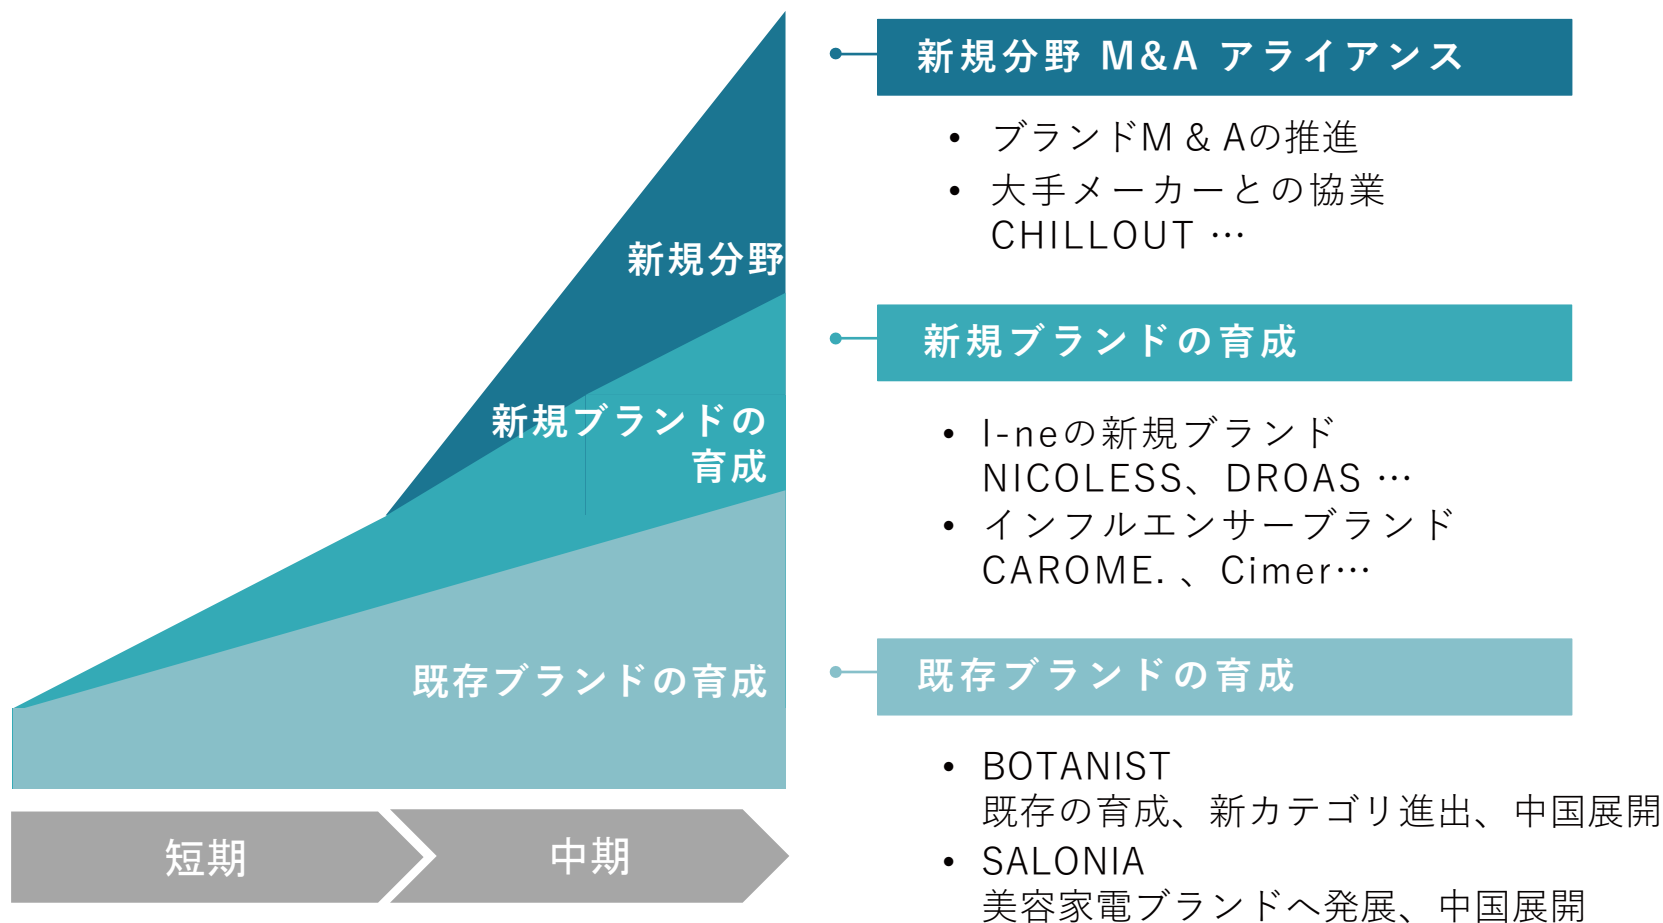 新規分野
新規ブランドの
育成
既存ブランドの育成
短期
中期
新規分野 M&A アライアンス
• ブランドM & Aの推進
• 大手メーカーとの協業
CHILLOUT …
新規ブランドの育成
• I-neの新規ブランド
NICOLESS、DROAS …
• インフルエンサーブランド
CAROME. 、Cimer…
既存ブランドの育成
• BOTANIST
既存の育成、新カテゴリ進出、中国展開
• SALONIA
美容家電ブランドへ発展、中国展開